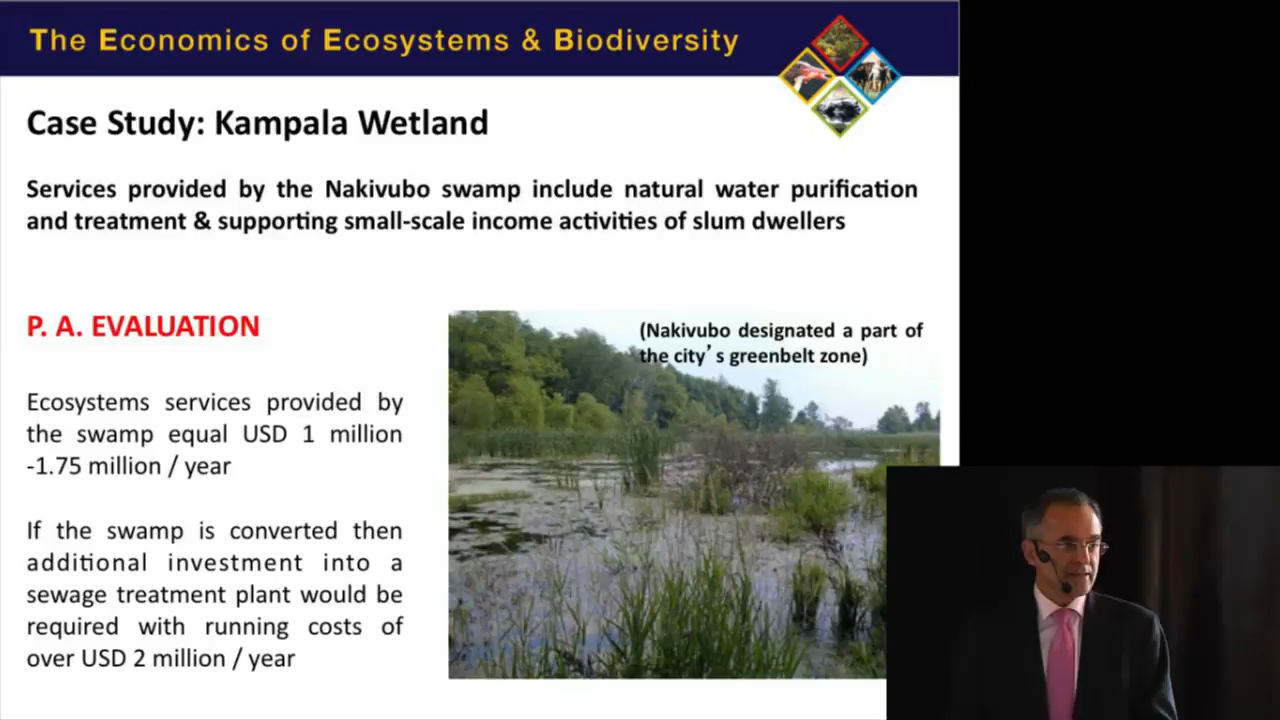 The Economics of Ecosystems & Biodiversity
Case Study: Kampala Wetland
Services provided by the Nakivubo swamp include natural water purification
and treatment & supporting small-scale income activities of slum dwellers
P. A. EVALUATION
Ecosystems services provided by
the swamp equal USD 1 million
-1.75 million / year
If the swamp is converted then
additional investment into a
sewage treatment plant would be
required with running costs of
over USD 2 million / year
(Nakivubo designated a part of
the city's greenbelt zone)